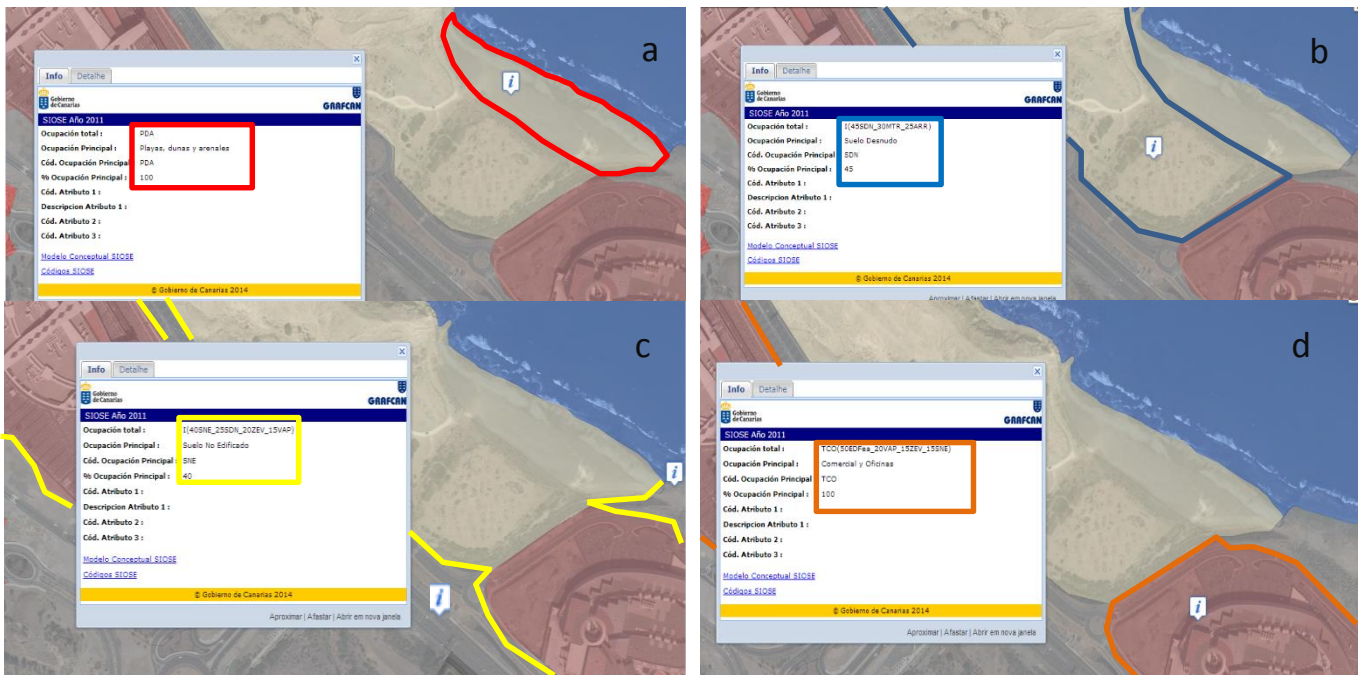 a
Info Detalhe
Gobierno
de Canarias
GRAFCAN
SIOSE Año 2011
Ocupación total : PDA
Ocupación Principal : Playas, dunas y arenales
Cód. Ocupación Principal PDA
% Ocupación Principal : 100
Cód. Atributo 1 :
Descripcion Atributo 1 :
Cód. Atributo 2 :
Cód. Atributo 3 :
Modelo Conceptual SIOSE
Códigos SIOSE
© Gobierno de Canarias 2014
i
b
Info Detalhe
Gobierno
de Canarias
GRAFCAN
SIOSE Año 2011
Ocupación total : I(45SDN_30MTR_25ARR)
Ocupación Principal : Suelo Desnudo
Cód. Ocupación Principal SDN
% Ocupación Principal : 45
Cód. Atributo 1 :
Descripcion Atributo 1 :
Cód. Atributo 2 :
Cód. Atributo 3 :
Modelo Conceptual SIOSE
Códigos SIOSE
© Gobierno de Canarias 2014
Aproximar | Afastar | Abrir em nova janela
i
c
Info Detalhe
Gobierno
de Canarias
GRAFCAN
SIOSE Año 2011
Ocupación total : I(40SNE_25SDN_20ZEV_15VAP)
Ocupación Principal : Suelo No Edificado
Cód. Ocupación Principal : SNE
% Ocupación Principal : 40
Cód. Atributo 1 :
Descripcion Atributo 1 :
Cód. Atributo 2 :
Cód. Atributo 3 :
Modelo Conceptual SIOSE
Códigos SIOSE
© Gobierno de Canarias 2014
Aproximar | Afastar | Abrir em nova janela
i
i
d
Info Detalhe
Gobierno
de Canarias
GRAFCAN
SIOSE Año 2011
Ocupación total : TCO(50EDFea_20VAP_15ZEV_15SNE)
Ocupación Principal : Comercial y Oficinas
Cód. Ocupación Principal TCO
% Ocupación Principal : 100
Cód. Atributo 1 :
Descripcion Atributo 1 :
Cód. Atributo 2 :
Cód. Atributo 3 :
Modelo Conceptual SIOSE
Códigos SIOSE
© Gobierno de Canarias 2014
Aproximar | Afastar | Abrir em nova janela
i